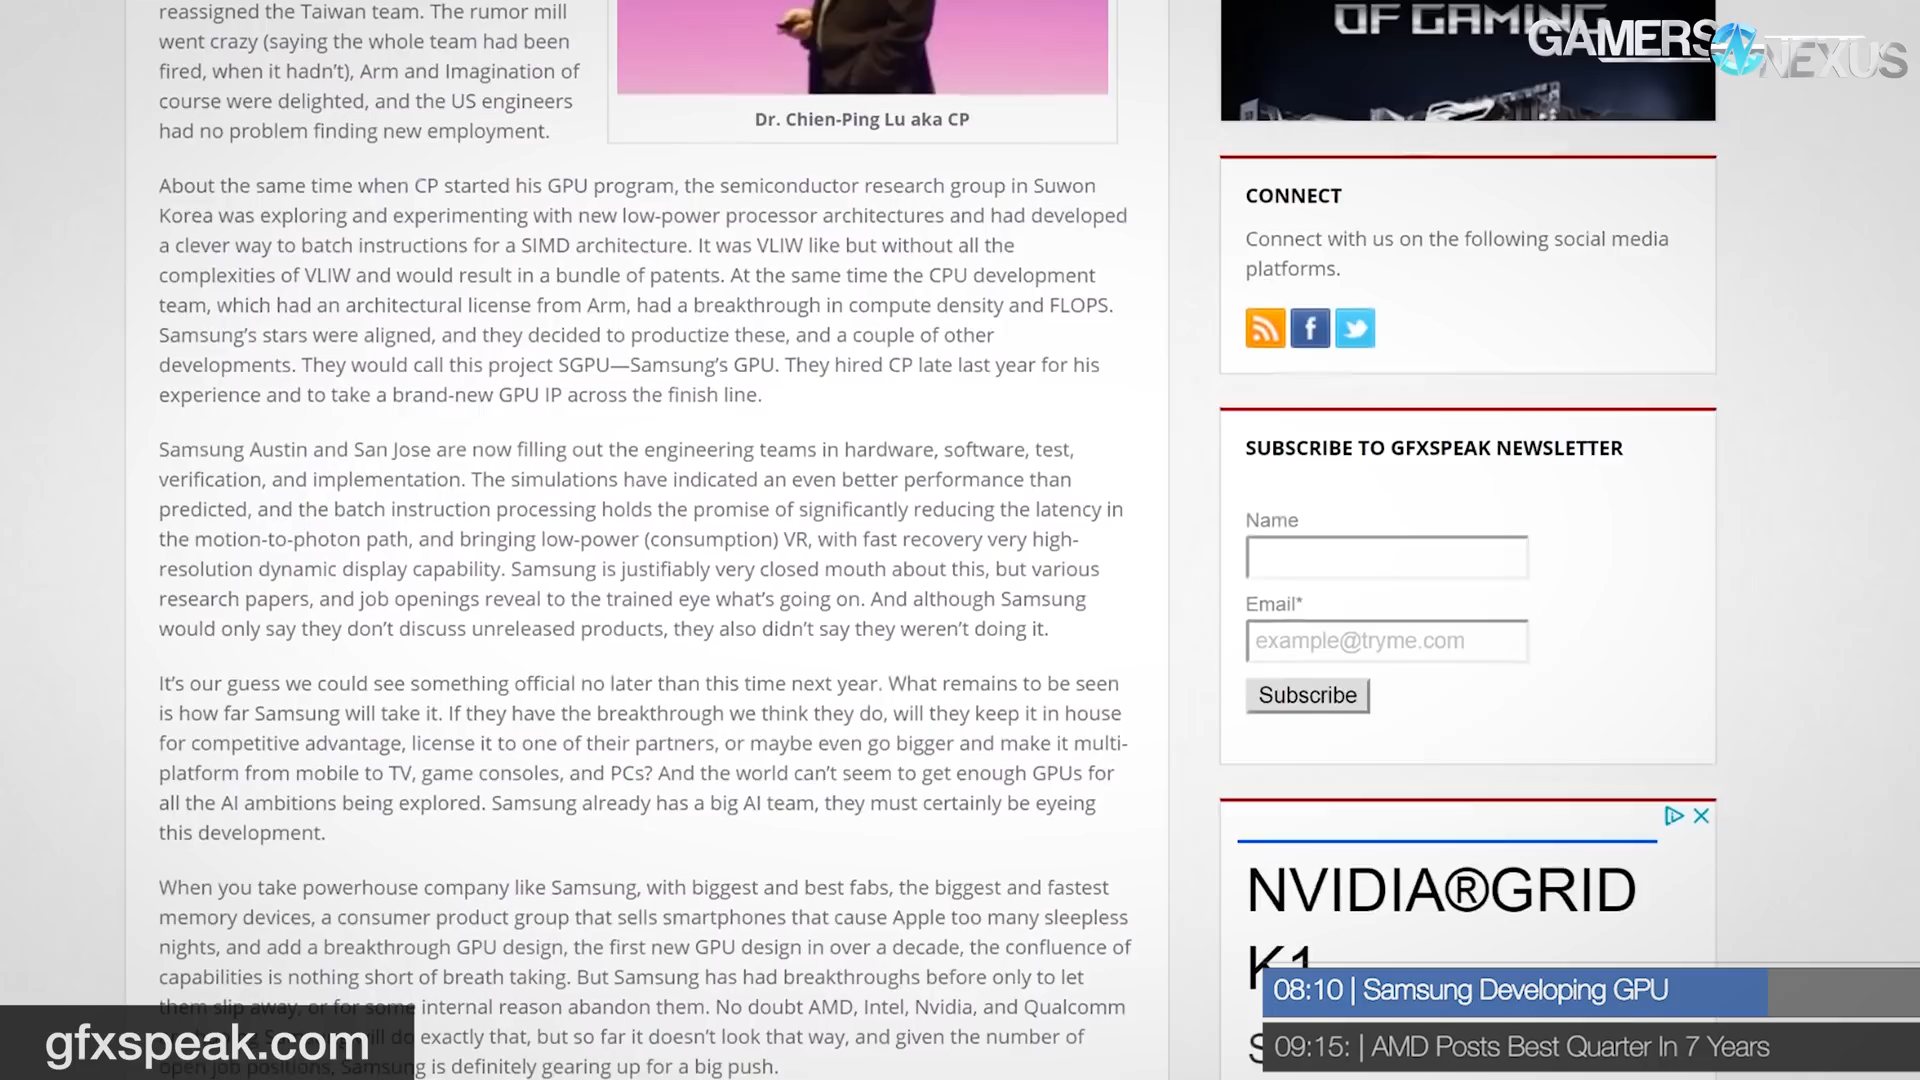 reassigned the Taiwan team. The rumor mill
went crazy (saying the whole team had been
fired, when it hadn’t), Arm and Imagination of
course were delighted, and the US engineers
had no problem finding new employment.
Dr. Chien-Ping Lu aka CP
About the same time when CP started his GPU program, the semiconductor research group in Suwon
Korea was exploring and experimenting with new low-power processor architectures and had developed
a clever way to batch instructions for a SIMD architecture. It was VLIW like but without all the
complexities of VLIW and would result in a bundle of patents. At the same time the CPU development
team, which had an architectural license from Arm, had a breakthrough in compute density and FLOPS.
Samsung’s stars were aligned, and they decided to productize these, and a couple of other
developments. They would call this project SGPU—Samsung’s GPU. They hired CP late last year for his
experience and to take a brand-new GPU IP across the finish line.
Samsung Austin and San Jose are now filling out the engineering teams in hardware, software, test,
verification, and implementation. The simulations have indicated an even better performance than
predicted, and the batch instruction processing holds the promise of significantly reducing the latency in
the motion-to-photon path, and bringing low-power (consumption) VR, with fast recovery very high-
resolution dynamic display capability. Samsung is justifiably very closed mouth about this, but various
research papers, and job openings reveal to the trained eye what’s going on. And although Samsung
would only say they don’t discuss unreleased products, they also didn’t say they weren’t doing it.
It’s our guess we could see something official no later than this time next year. What remains to be seen
is how far Samsung will take it. If they have the breakthrough we think they do, will they keep it in house
for competitive advantage, license it to one of their partners, or maybe even go bigger and make it multi-
platform from mobile to TV, game consoles, and PCs? And the world can’t seem to get enough GPUs for
all the AI ambitions being explored. Samsung already has a big AI team, they must certainly be eyeing
this development.
When you take powerhouse company like Samsung, with biggest and best fabs, the biggest and fastest
memory devices, a consumer product group that sells smartphones that cause Apple too many sleepless
nights, and add a breakthrough GPU design, the first new GPU design in over a decade, the confluence of
capabilities is nothing short of breath taking. But Samsung has had breakthroughs before only to let
them slip away, or for some internal reason abandon them. No doubt AMD, Intel, Nvidia, and Qualcomm
will do exactly that, but so far it doesn’t look that way, and given the number of
open job positions, Samsung is definitely gearing up for a big push.
gfxspeak.com
OF GAMING
GAMERS NEXUS
CONNECT
Connect with us on the following social media
platforms.
SUBSCRIBE TO GFXSPEAK NEWSLETTER
Name
Email*
example@tryme.com
Subscribe
NVIDIA®GRID
K1
08:10 | Samsung Developing GPU
09:15: | AMD Posts Best Quarter In 7 Years